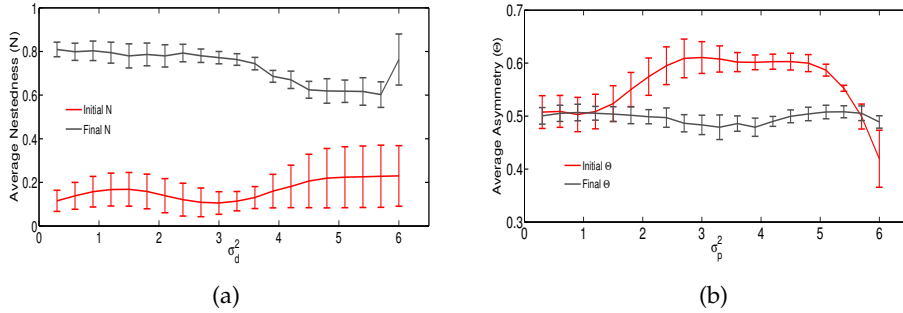 Average Nestedness (N)
1
0.8
0.6
0.4
0.2
0
Initial N
Final N
0 1 2 3 4 5 6
σ_d^2
(a)
Average Asymmetry (Θ)
0.7
0.6
0.5
0.4
0.3
Initial Θ
Final Θ
0 1 2 3 4 5 6
σ_p^2
(b)